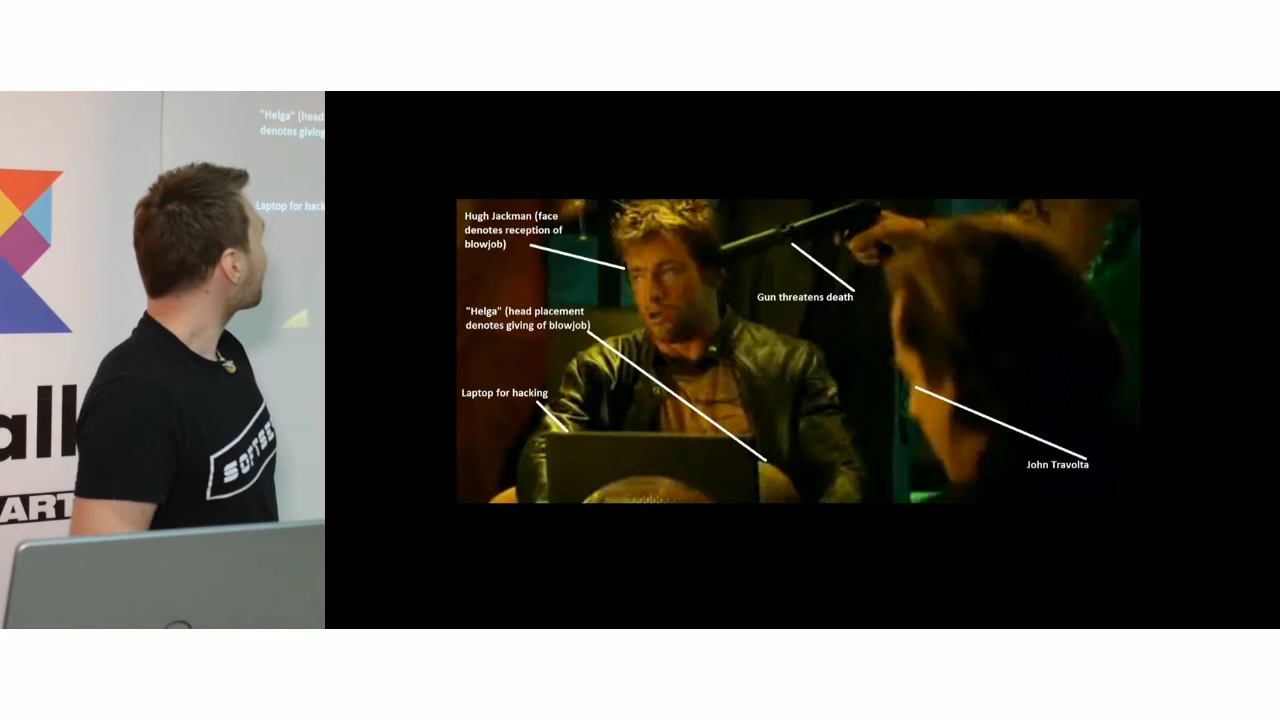 "Helga" (head
denotes giving
Laptop for hack
all
ART
SOFTSE
Hugh Jackman (face
denotes reception of
blowjob)
Gun threatens death
"Helga" (head placement
denotes giving of blowjob)
Laptop for hacking
John Travolta